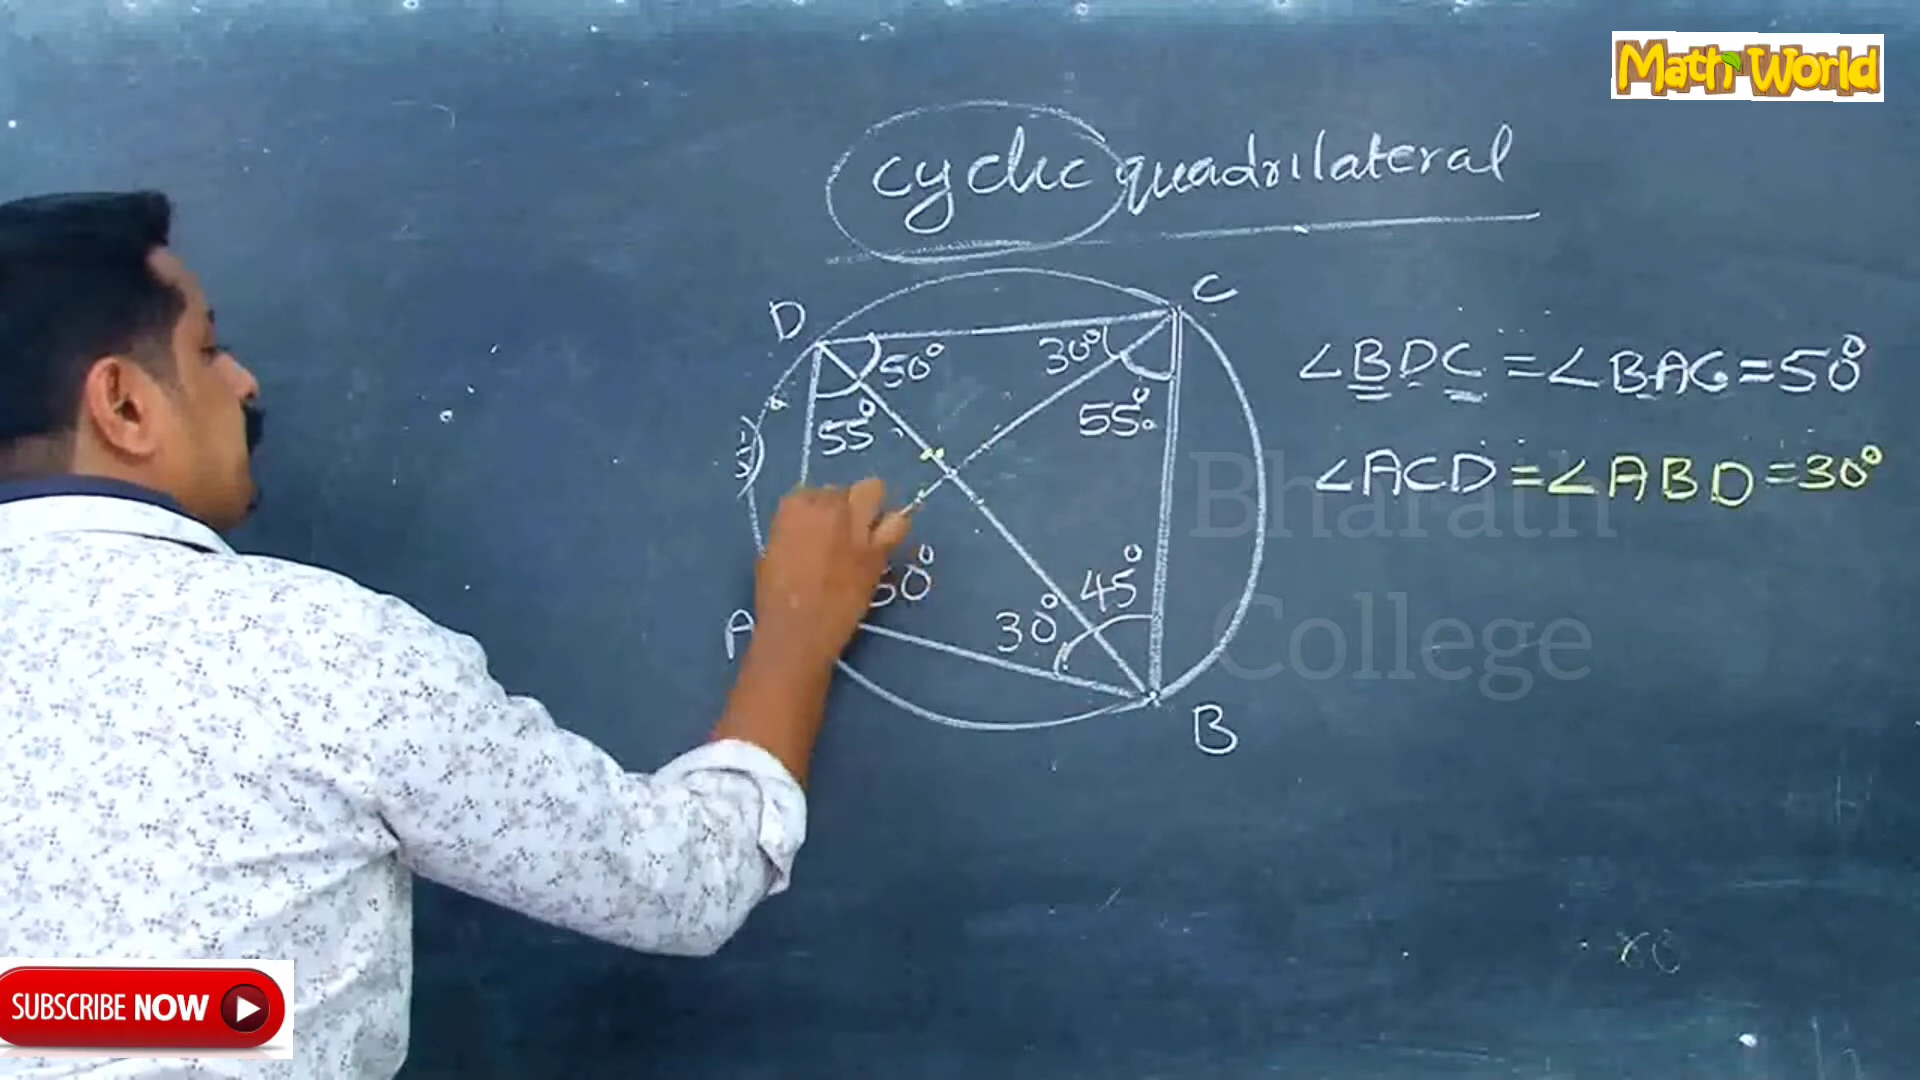 Math World
cyclic quadrilateral
D
C
50°
30°
55°
55°
∠BDC = ∠BAC = 50°
∠ACD = ∠ABD = 30°
Bharath
College
50°
45°
30°
A
B
SUBSCRIBE NOW